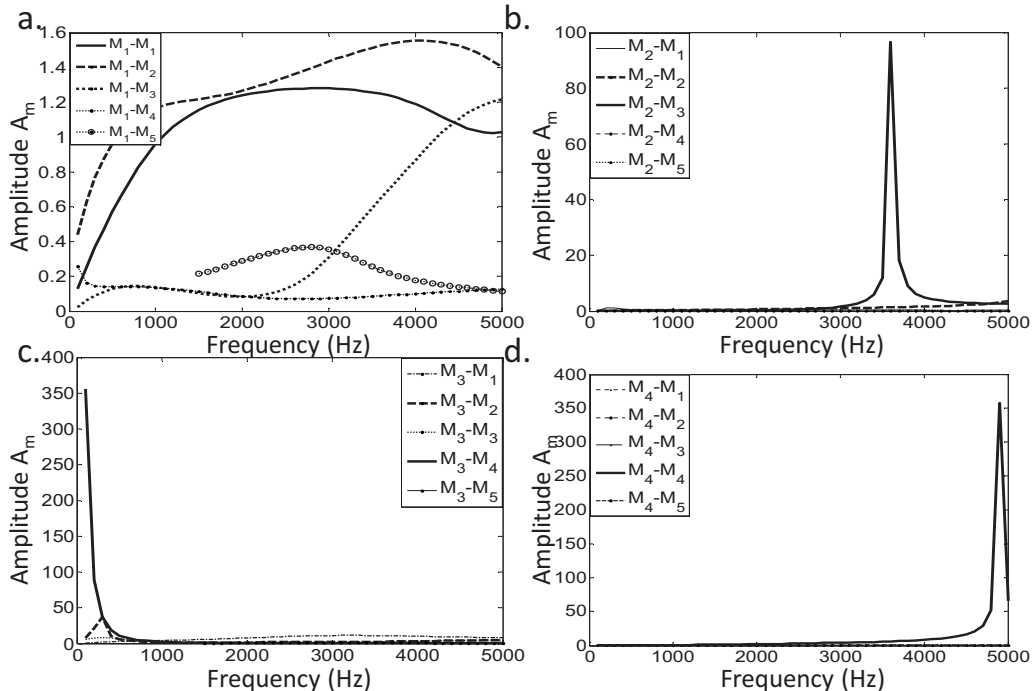 a.
1.6
1.4
1.2
1
0.8
0.6
0.4
0.2
0
0 1000 2000 3000 4000 5000
Amplitude A_m
Frequency (Hz)
M_1-M_1
M_1-M_2
M_1-M_3
M_1-M_4
M_1-M_5
b.
100
80
60
40
20
0
0 1000 2000 3000 4000 5000
Amplitude A_m
Frequency (Hz)
M_2-M_1
M_2-M_2
M_2-M_3
M_2-M_4
M_2-M_5
c.
400
350
300
250
200
150
100
50
0
0 1000 2000 3000 4000 5000
Amplitude A_m
Frequency (Hz)
M_3-M_1
M_3-M_2
M_3-M_3
M_3-M_4
M_3-M_5
d.
400
350
300
250
200
150
100
50
0
0 1000 2000 3000 4000 5000
Amplitude A_m
Frequency (Hz)
M_4-M_1
M_4-M_2
M_4-M_3
M_4-M_4
M_4-M_5